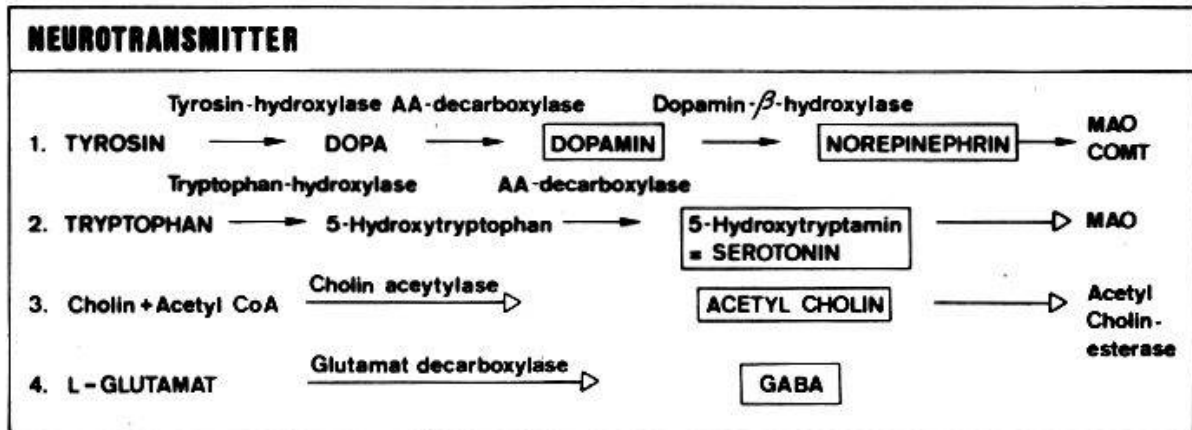 NEUROTRANSMITTER
Tyrosin-hydroxylase AA-decarboxylase Dopamin-β-hydroxylase
1. TYROSIN DOPA DOPAMIN NOREPINEPHRIN MAO
COMT
Tryptophan-hydroxylase AA-decarboxylase
2. TRYPTOPHAN 5-Hydroxytryptophan 5-Hydroxytryptamin MAO
= SEROTONIN
Cholin aceytylase
3. Cholin + Acetyl CoA ACETYL CHOLIN Acetyl
Cholin-
esterase
Glutamat decarboxylase
4. L-GLUTAMAT GABA